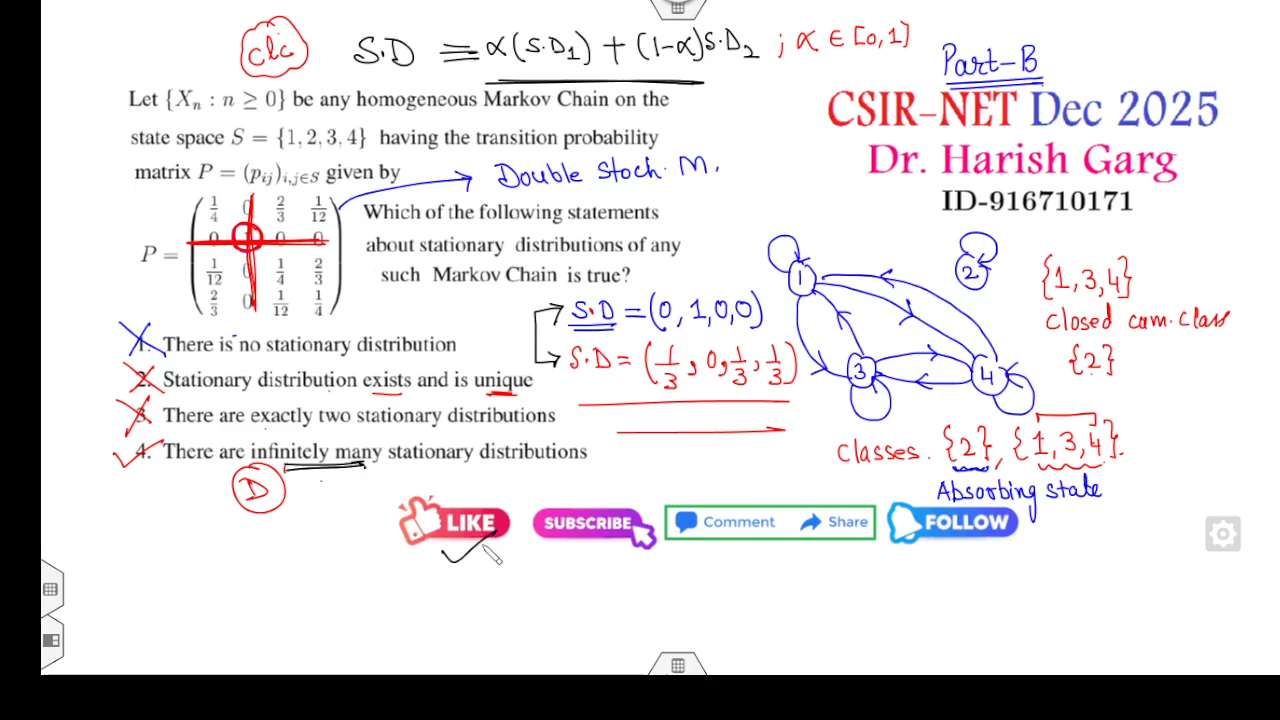 clc S.D ≡ α(S.D₁) + (1-α)S.D₂ ; α ∈ [0,1]
Part-B
Let {Xₙ : n ≥ 0} be any homogeneous Markov Chain on the
state space S = {1, 2, 3, 4} having the transition probability
matrix P = (pᵢⱼ)ᵢ,ⱼ∈S given by
CSIR-NET Dec 2025
Dr. Harish Garg
ID-916710171
Double Stoch. M.
P =
1/4 0 2/3 1/12
0 0 0
1/12 0 1/4 2/3
2/3 0 1/12 1/4
Which of the following statements
about stationary distributions of any
such Markov Chain is true?
S.D = (0, 1, 0, 0)
S.D = (1/3, 0, 1/3, 1/3)
1. There is no stationary distribution
2. Stationary distribution exists and is unique
3. There are exactly two stationary distributions
4. There are infinitely many stationary distributions
D
1
2
3
4
{1, 3, 4}
closed com. class
{2}
classes. {2}, {1, 3, 4}.
Absorbing state
LIKE
SUBSCRIBE
Comment
Share
FOLLOW